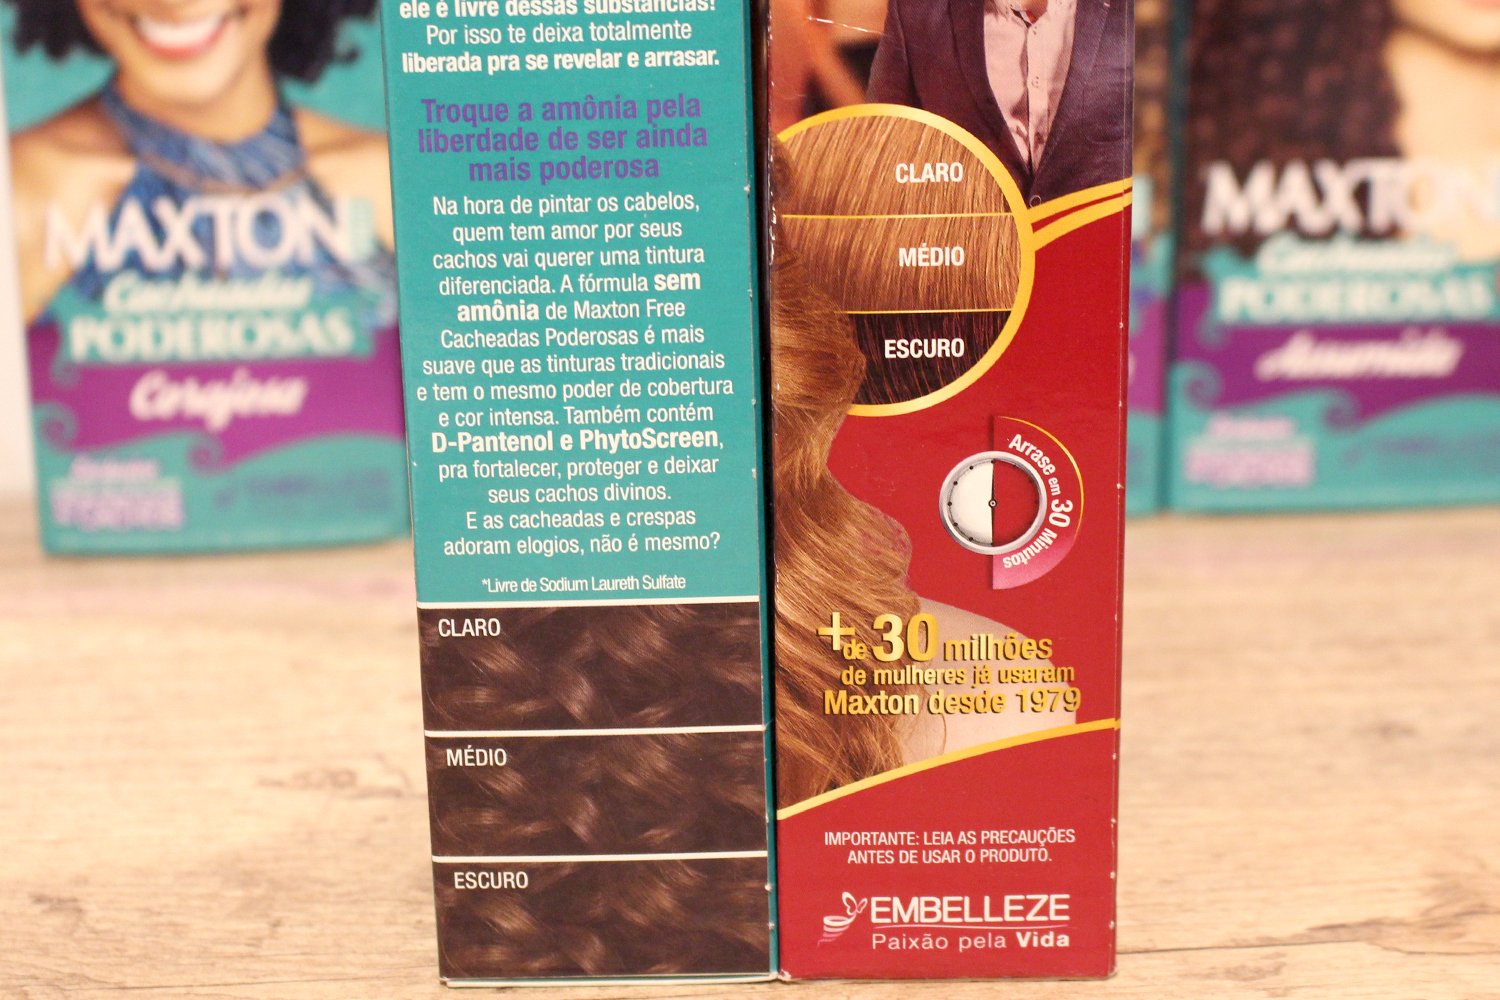 ele é livre dessas substâncias!
Por isso te deixa totalmente
liberada pra se revelar e arrasar.
Troque a amônia pela
liberdade de ser ainda
mais poderosa
Na hora de pintar os cabelos,
quem tem amor por seus
cachos vai querer uma tintura
diferenciada. A fórmula sem
amônia de Maxton Free
Cacheadas Poderosas é mais
suave que as tinturas tradicionais
e tem o mesmo poder de cobertura
e cor intensa. Também contém
D-Pantenol e PhytoScreen,
pra fortalecer, proteger e deixar
seus cachos divinos.
E as cacheadas e crespas
adoram elogios, não é mesmo?
*Livre de Sodium Laureth Sulfate
CLARO
MÉDIO
ESCURO
CLARO
MÉDIO
ESCURO
Arrase em 30 Minutos
+ de 30 milhões
de mulheres já usaram
Maxton desde 1979
IMPORTANTE: LEIA AS PRECAUÇÕES
ANTES DE USAR O PRODUTO.
EMBELLEZE
Paixão pela Vida
MAXTON
Cacheadas
PODEROSAS
Corajosa
MAXTON
Cacheadas
PODEROSAS
Assumida